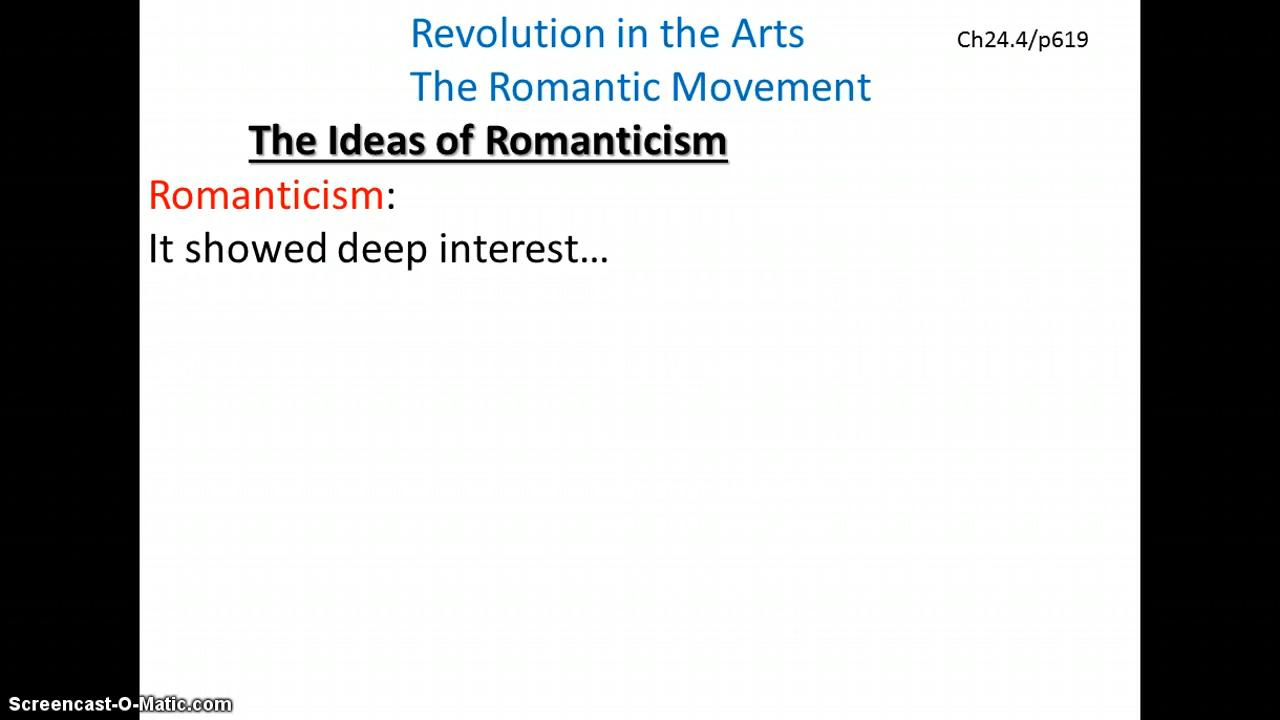 Revolution in the Arts
Ch24.4/p619
The Romantic Movement
The Ideas of Romanticism
Romanticism:
It showed deep interest...
Screencast-O-Matic.com